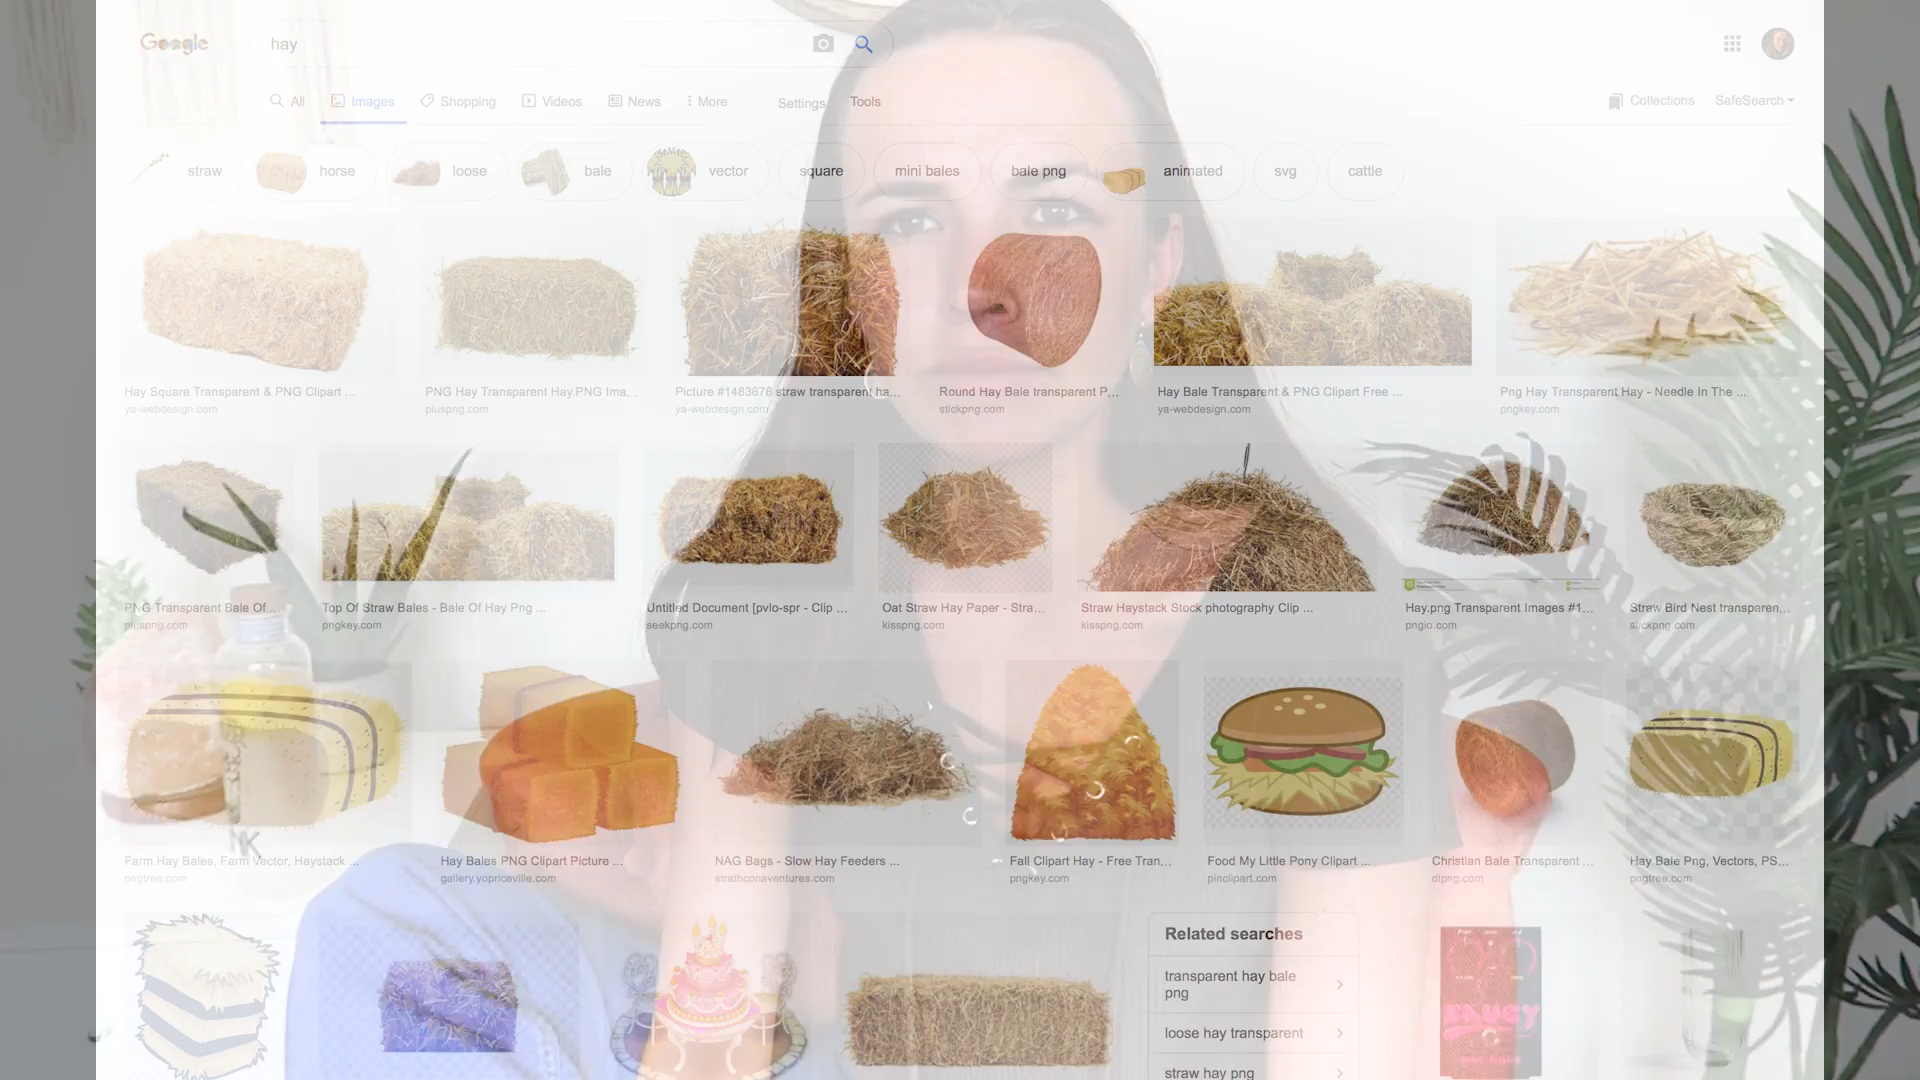 Google
hay
All
Images
Shopping
Videos
News
More
Settings
Tools
Collections
SafeSearch
straw
horse
loose
bale
vector
square
mini bales
bale png
animated
svg
cattle
Hay Square Transparent & PNG Clipart ...
ya-webdesign.com
PNG Hay Transparent Hay.PNG Ima...
pluspng.com
Picture #1483676 straw transparent ha...
ya-webdesign.com
Round Hay Bale transparent P...
stickpng.com
Hay Bale Transparent & PNG Clipart Free ...
ya-webdesign.com
Png Hay Transparent Hay - Needle In The ...
pngkey.com
PNG Transparent Bale Of ...
pluspng.com
Top Of Straw Bales - Bale Of Hay Png ...
pngkey.com
Untitled Document [pvlo-spr - Clip ...
seekpng.com
Oat Straw Hay Paper - Stra...
kisspng.com
Straw Haystack Stock photography Clip ...
kisspng.com
Hay.png Transparent Images #1...
pngio.com
Straw Bird Nest transparen...
stickpng.com
Farm Hay Bales, Farm Vector, Haystack ...
pngtree.com
Hay Bales PNG Clipart Picture ...
gallery.yopriceville.com
NAG Bags - Slow Hay Feeders ...
strathconaventures.com
Fall Clipart Hay - Free Tran...
pngkey.com
Food My Little Pony Clipart ...
pinclipart.com
Christian Bale Transparent ...
dlpng.com
Hay Bale Png, Vectors, PS...
pngtree.com
Related searches
transparent hay bale
png
loose hay transparent
straw hay png